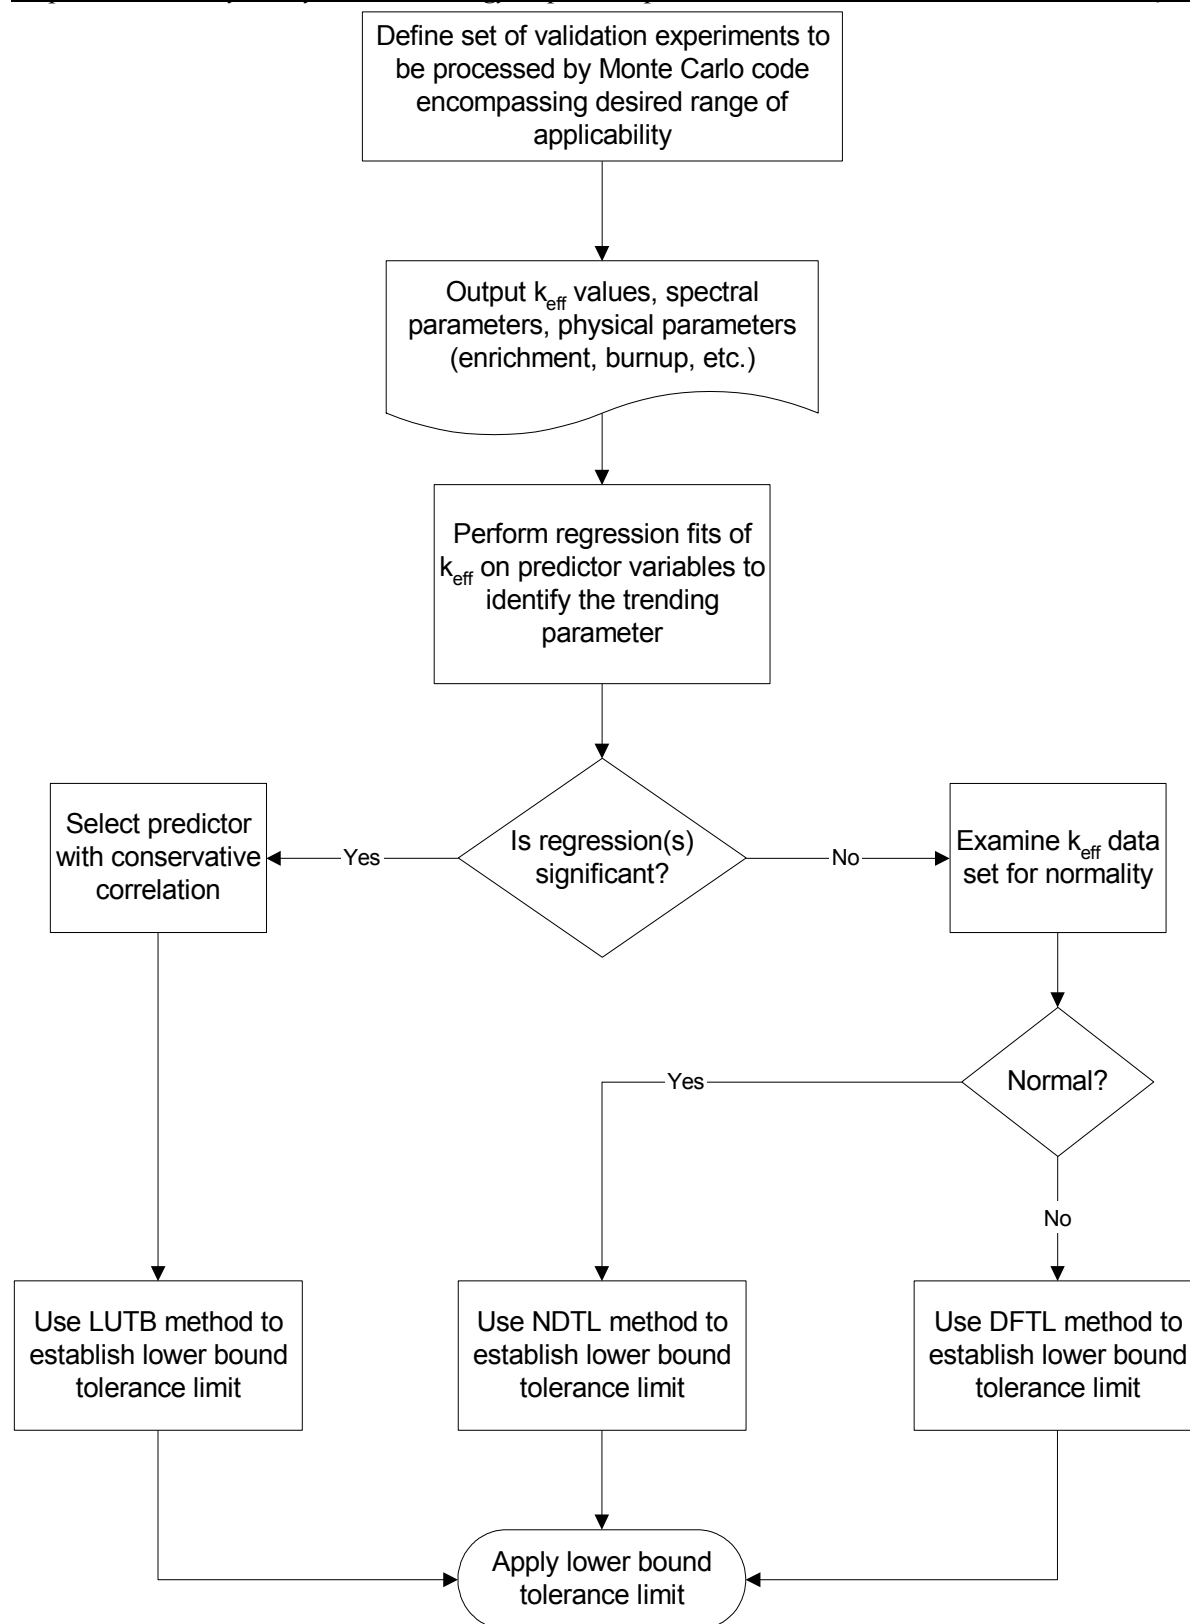 Define set of validation experiments to
be processed by Monte Carlo code
encompassing desired range of
applicability
Output keff values, spectral
parameters, physical parameters
(enrichment, burnup, etc.)
Perform regression fits of
keff on predictor variables to
identify the trending
parameter
Select predictor
with conservative
correlation
Yes
Is regression(s)
significant?
No
Examine keff data
set for normality
Yes
Normal?
No
Use LUTB method to
establish lower bound
tolerance limit
Use NDTL method to
establish lower bound
tolerance limit
Use DFTL method to
establish lower bound
tolerance limit
Apply lower bound
tolerance limit